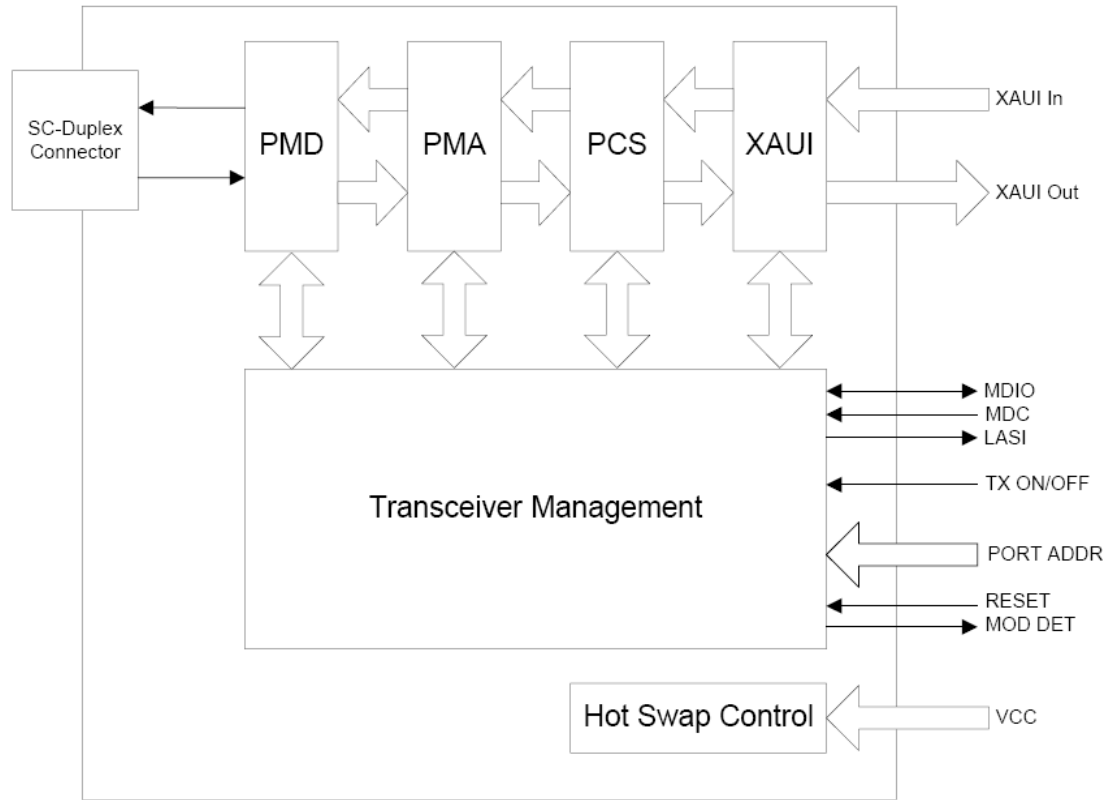 SC-Duplex
Connector
PMD
PMA
PCS
XAUI
XAUI In
XAUI Out
MDIO
MDC
LASI
TX ON/OFF
Transceiver Management
PORT ADDR
RESET
MOD DET
Hot Swap Control
VCC